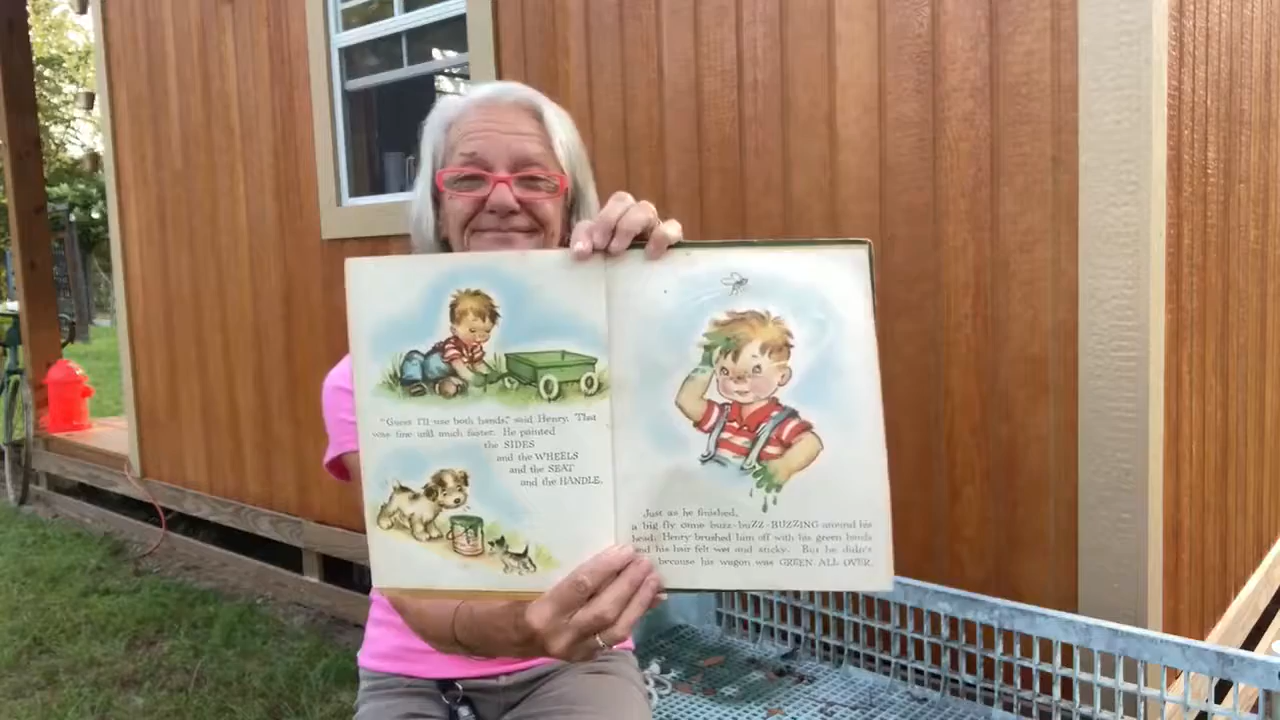 "Guess I'll use both hands," said Henry. That
was fine and much faster. He painted
the SIDES
and the WHEELS
and the SEAT
and the HANDLE.
Just as he finished,
a big fly came buzz-buZZ-BUZZING around his
head. Henry brushed him off with his green hands
and his hair felt wet and sticky. But he didn't
because his wagon was GREEN ALL OVER.